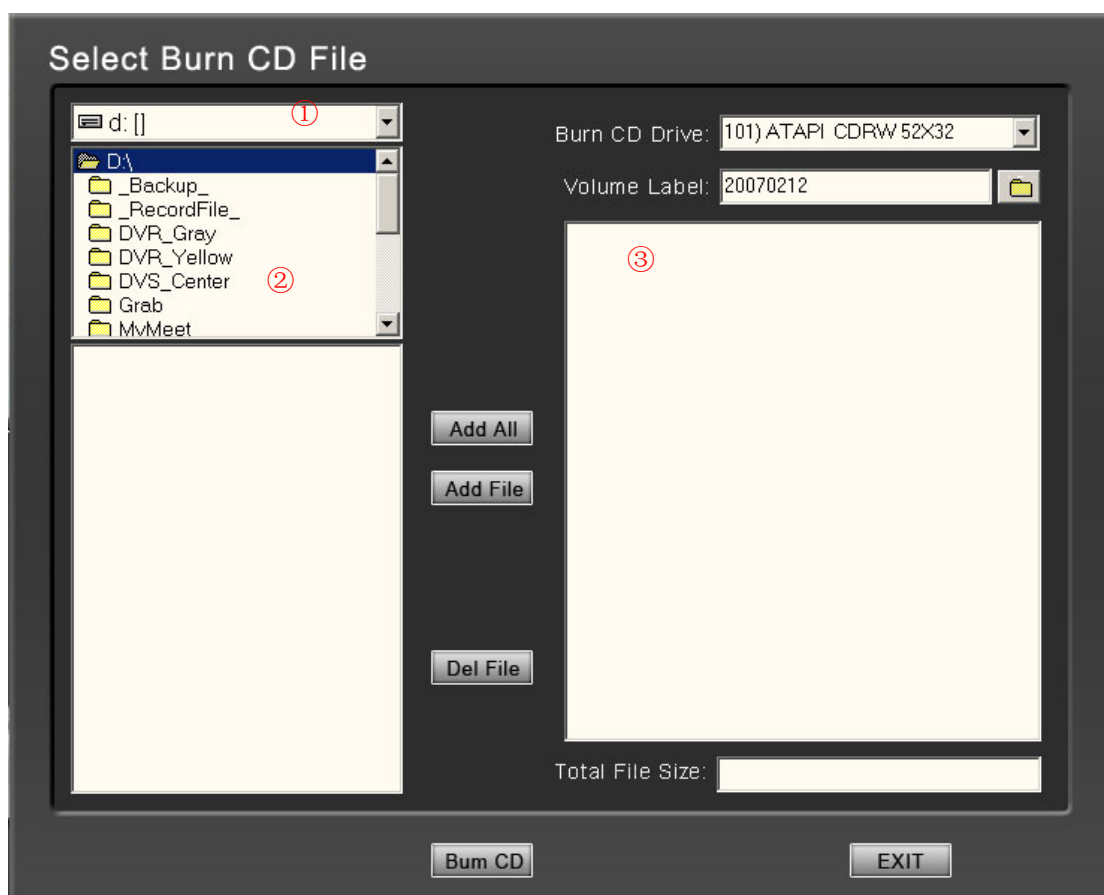 Select Burn CD File
d: []
①
D:\
_Backup_
_RecordFile_
DVR_Gray
DVR_Yellow
DVS_Center
②
Grab
MyMeet
Add All
Add File
Del File
Burn CD Drive: 101) ATAPI CDRW 52X32
Volume Label: 20070212
③
Total File Size:
Bum CD
EXIT